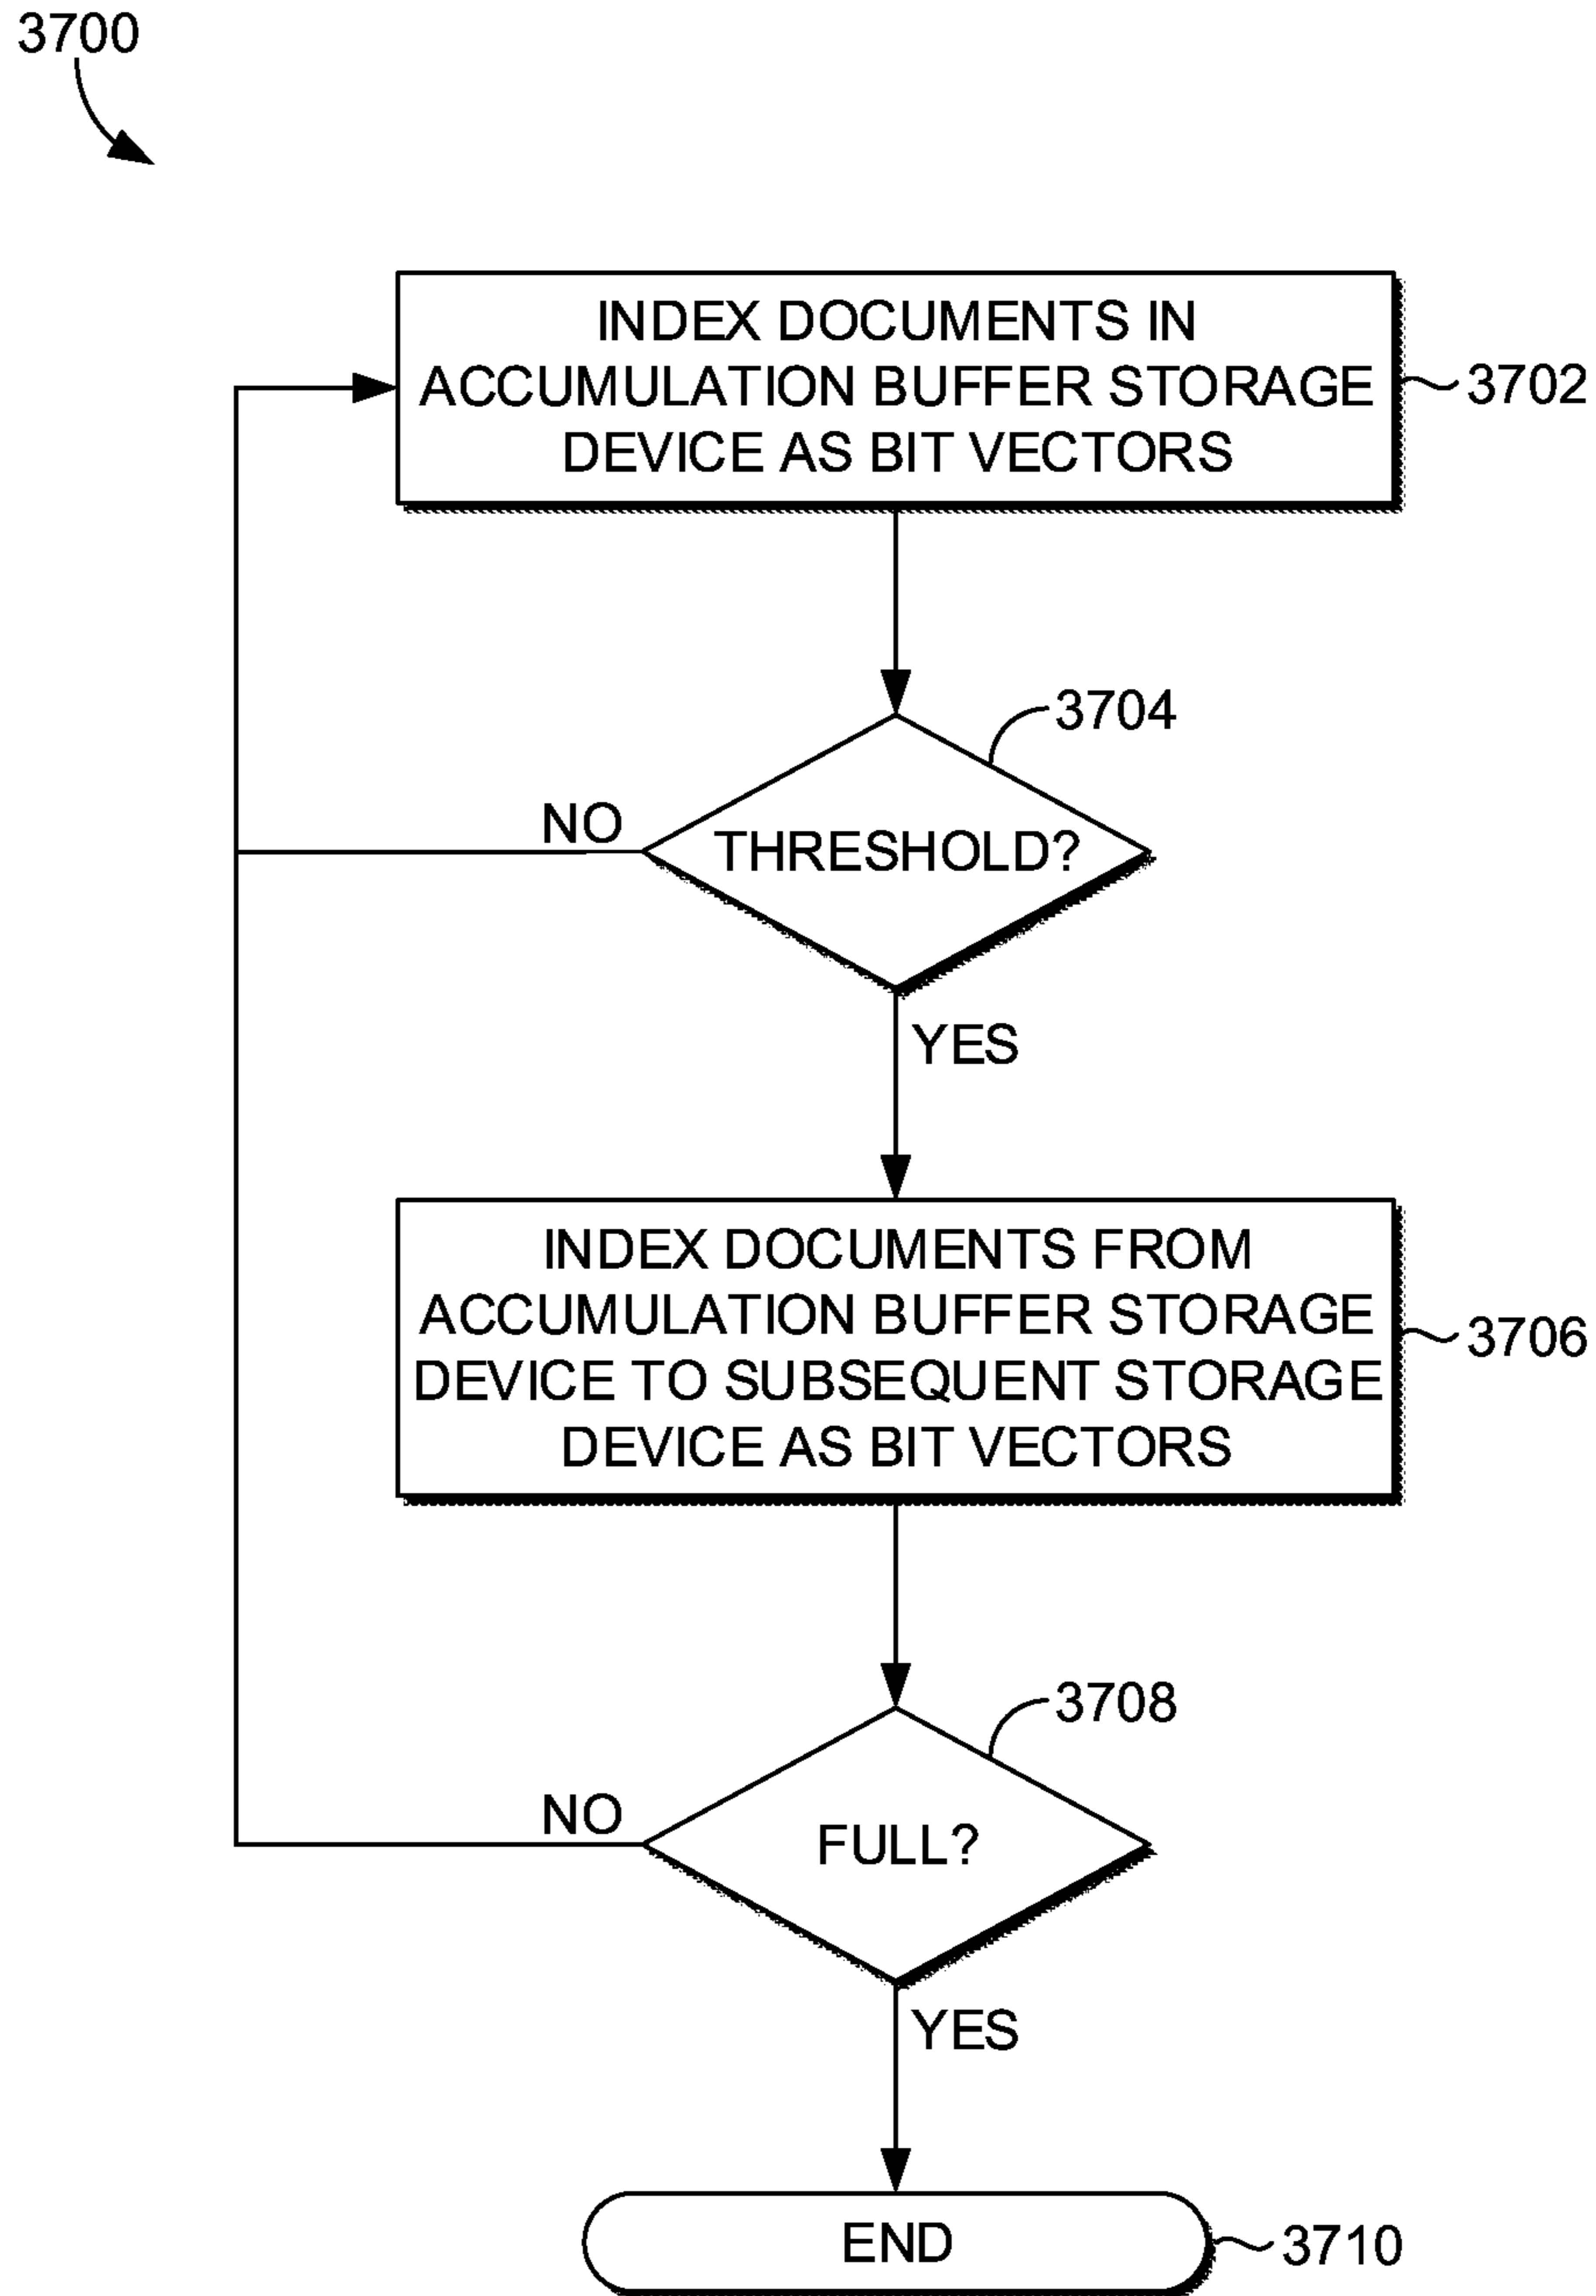 3700
INDEX DOCUMENTS IN
ACCUMULATION BUFFER STORAGE
DEVICE AS BIT VECTORS
3702
3704
NO
THRESHOLD?
YES
INDEX DOCUMENTS FROM
ACCUMULATION BUFFER STORAGE
DEVICE TO SUBSEQUENT STORAGE
DEVICE AS BIT VECTORS
3706
3708
NO
FULL?
YES
END
3710